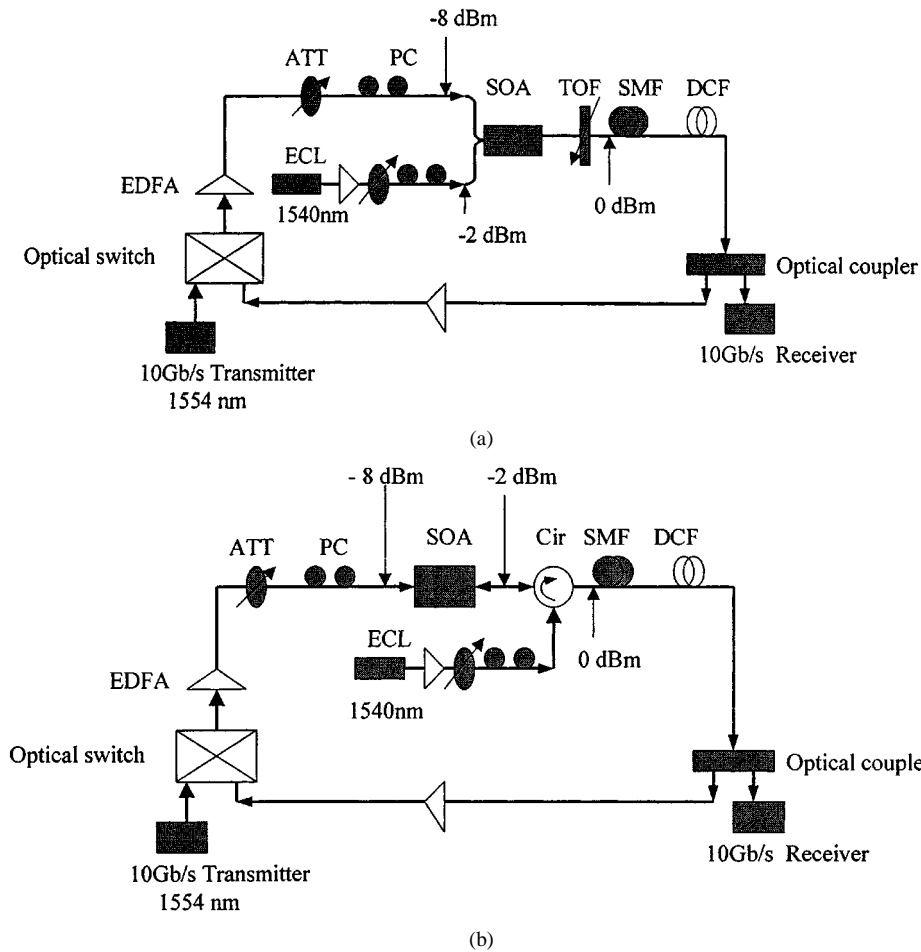 -8 dBm
ATT
PC
SOA
TOF
SMF
DCF
ECL
EDFA
1540nm
0 dBm
-2 dBm
Optical switch
Optical coupler
10Gb/s Transmitter
1554 nm
10Gb/s Receiver
(a)
- 8 dBm
-2 dBm
ATT
PC
SOA
Cir
SMF
DCF
ECL
0 dBm
EDFA
1540nm
Optical switch
Optical couple
10Gb/s Transmitter
1554 nm
10Gb/s Receiver
(b)